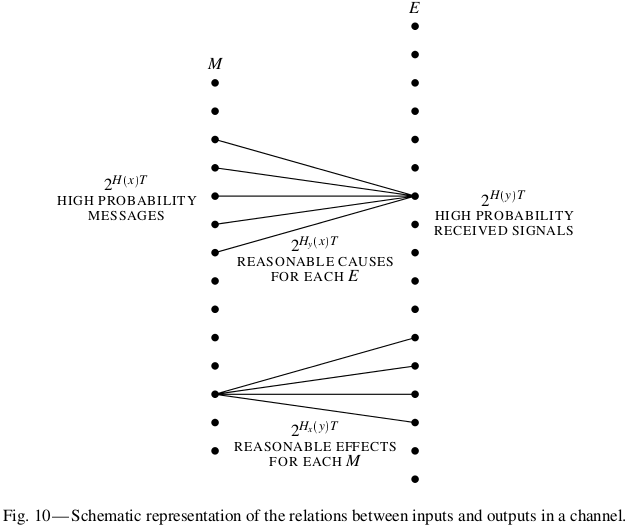 E
M
2^{H(x)T}
HIGH PROBABILITY
MESSAGES
2^{H(y)T}
HIGH PROBABILITY
RECEIVED SIGNALS
2^{H_y(x)T}
REASONABLE CAUSES
FOR EACH E
2^{H_x(y)T}
REASONABLE EFFECTS
FOR EACH M
Fig. 10—Schematic representation of the relations between inputs and outputs in a channel.